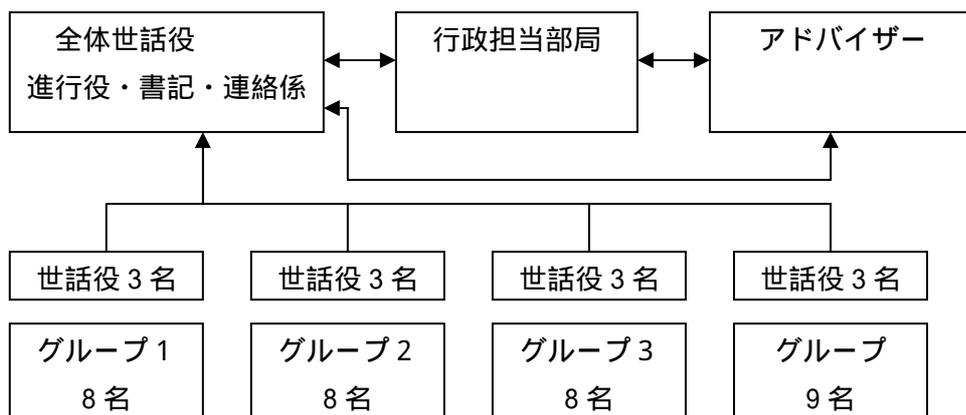 全体世話役
進行役・書記・連絡係
行政担当部局
アドバイザー
世話役 3 名
世話役 3 名
世話役 3 名
世話役 3 名
グループ 1
8 名
グループ 2
8 名
グループ 3
8 名
グループ
9 名